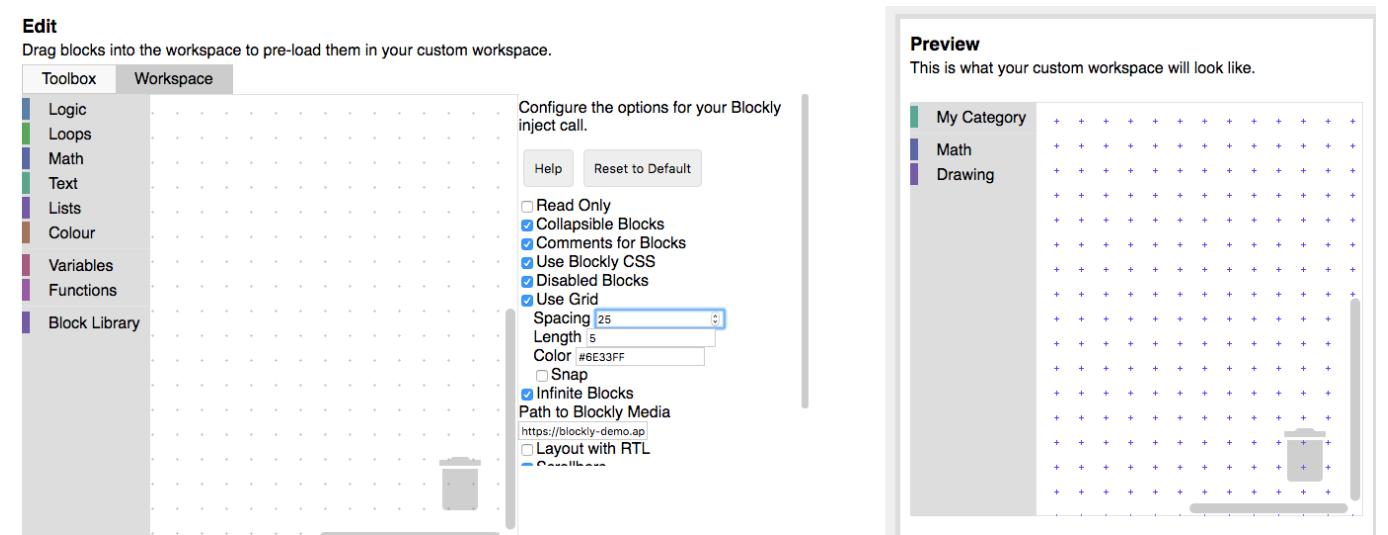 Edit
Drag blocks into the workspace to pre-load them in your custom workspace.
Toolbox
Workspace
Logic
Loops
Math
Text
Lists
Colour
Variables
Functions
Block Library
Configure the options for your Blockly
inject call.
Help
Reset to Default
Read Only
Collapsible Blocks
Comments for Blocks
Use Blockly CSS
Disabled Blocks
Use Grid
Spacing 25
Length 5
Color #6E33FF
Snap
Infinite Blocks
Path to Blockly Media
https://blockly-demo.ap
Layout with RTL
Scrollbars
Preview
This is what your custom workspace will look like.
My Category
Math
Drawing